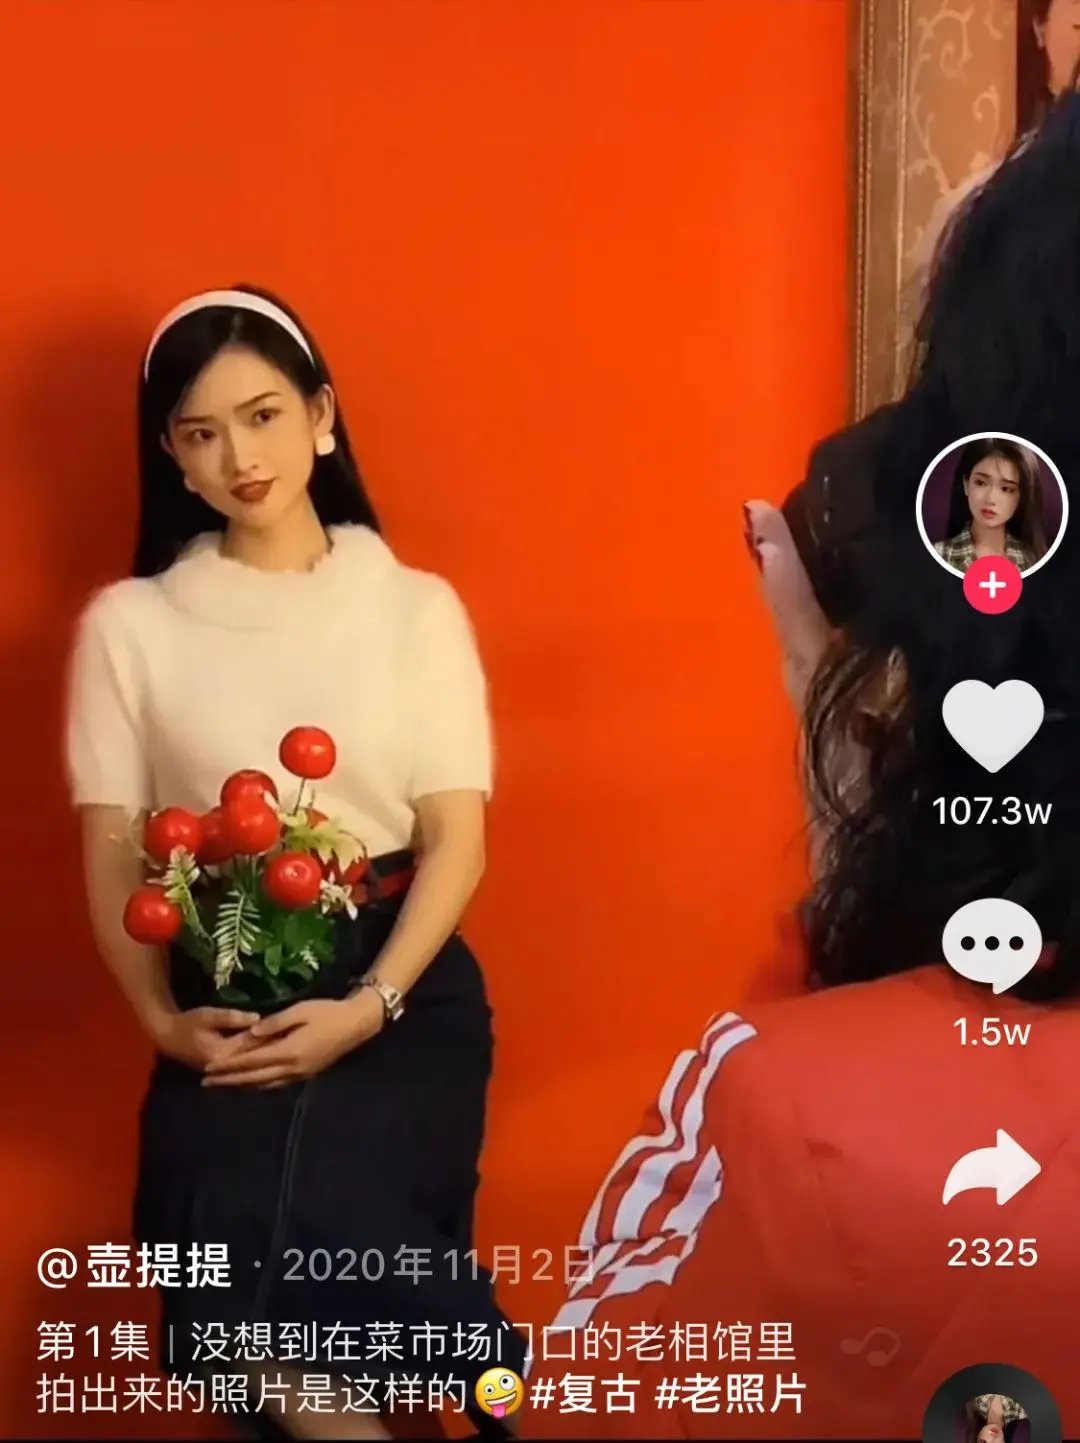 107.3w
1.5w
2325
@壶提提 · 2020年11月2日
第1集 | 没想到在菜市场门口的老相馆里
拍出来的照片是这样的🤪#复古 #老照片